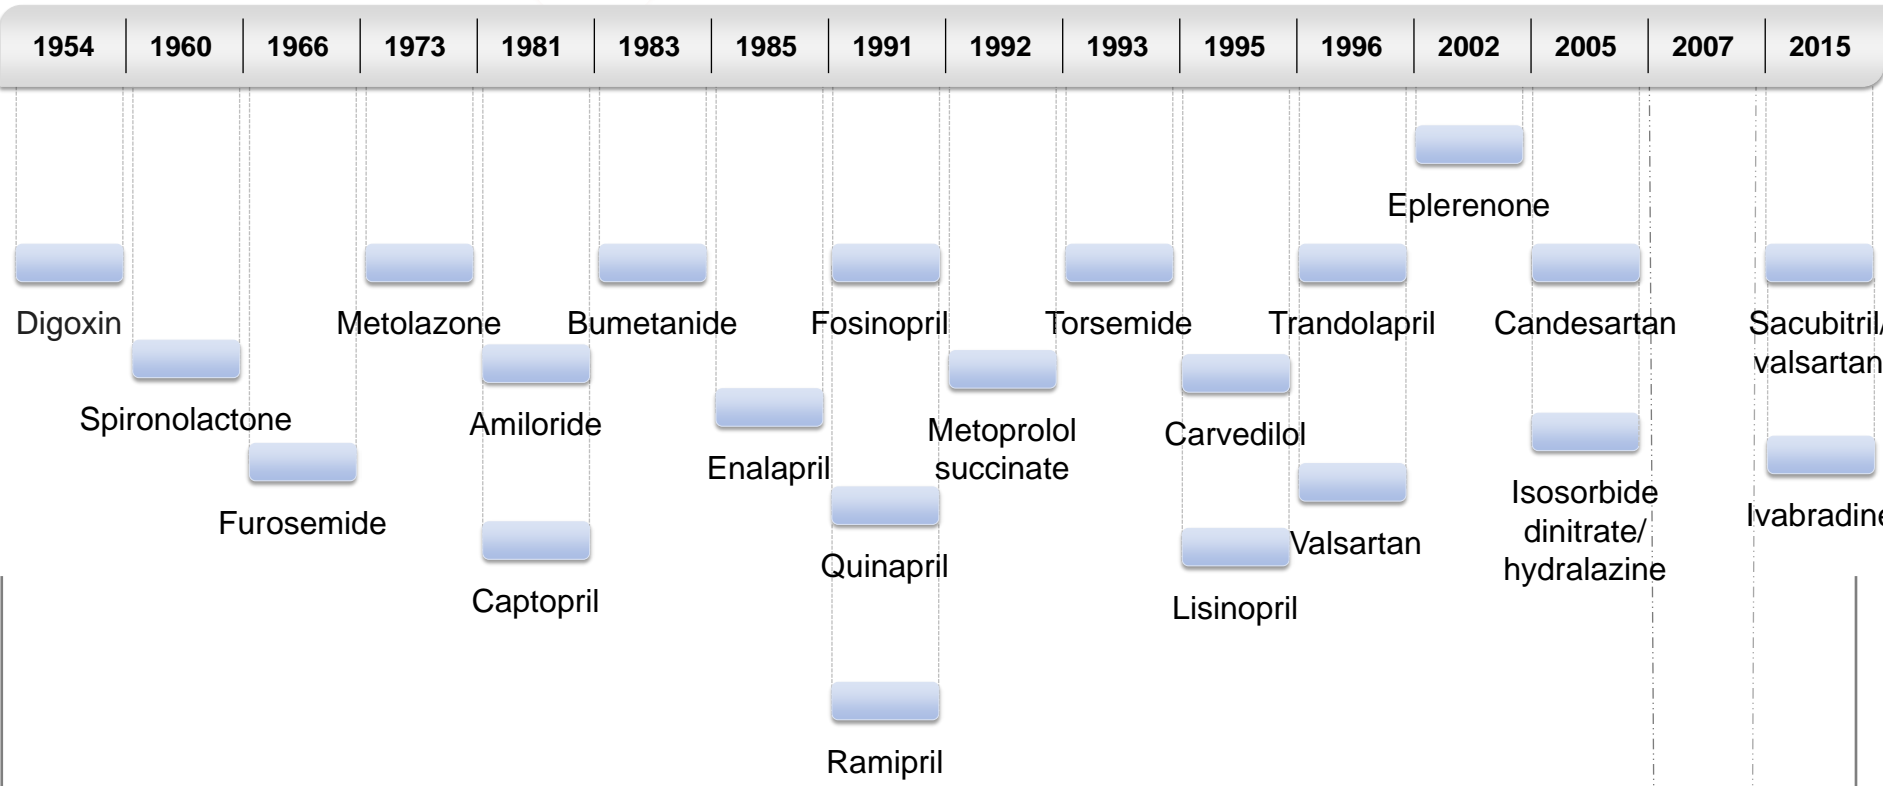 1954 1960 1966 1973 1981 1983 1985 1991 1992 1993 1995 1996 2002 2005 2007 2015
Eplerenone
Digoxin Metolazone Bumetanide Fosinopril Torsemide Trandolapril Candesartan Sacubitril/
valsartan
Spironolactone
Amiloride
Metoprolol
succinate
Carvedilol
Enalapril
Isosorbide
dinitrate/
hydralazine
Ivabradine
Furosemide
Valsartan
Quinapril
Captopril
Lisinopril
Ramipril